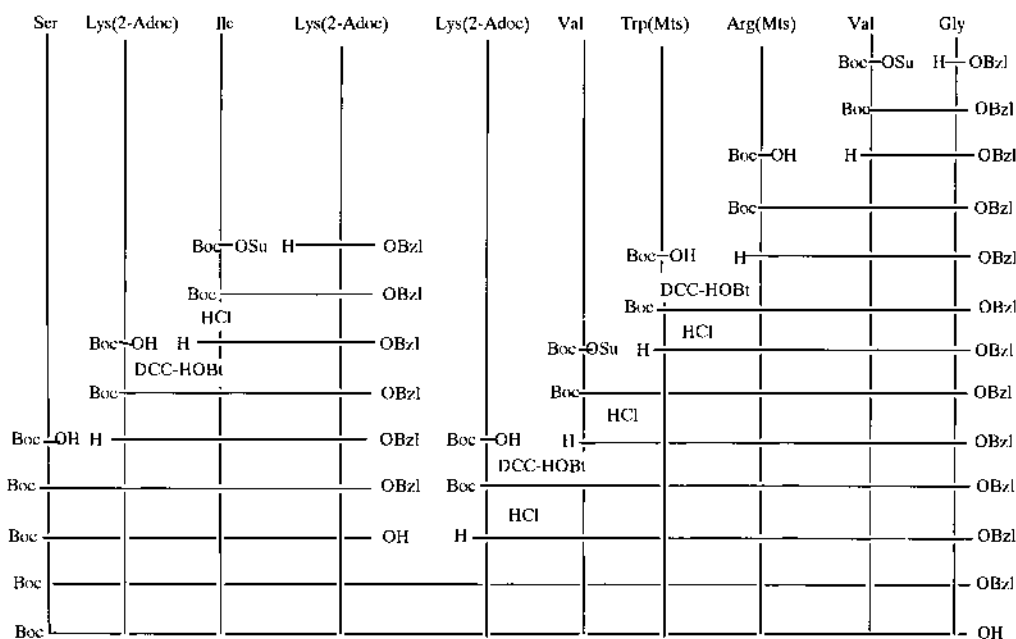 Ser Lys(2-Adoc) Ile Lys(2-Adoc) Lys(2-Adoc) Val Trp(Mts) Arg(Mts) Val Gly
Boc OSu H OBzl
Boc OBzl
Boc OH H OBzl
Boc OBzl
Boc OSu H OBzl Boc OH H OBzl
DCC-HOBt
Boc OBzl Boc OBzl
HCl HCl
Boc OH H OBzl Boc OSu H OBzl
DCC-HOBt
Boc OBzl Boc OBzl
HCl
Boc OH H OBzl Boc OH H OBzl
DCC-HOBt
Boc OBzl Boc OBzl
HCl
Boc OH H OBzl
Boc OBzl
Boc OH